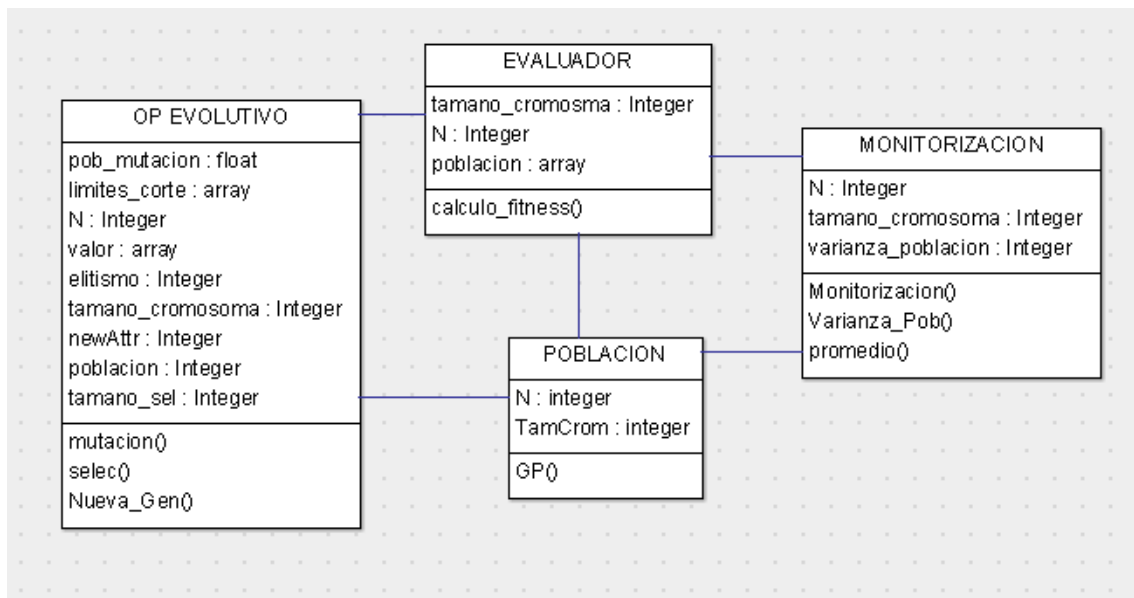 EVALUADOR
tamano_cromosma : Integer
N : Integer
poblacion : array
calculo_fitness()
OP EVOLUTIVO
pob_mutacion : float
limites_corte : array
N : Integer
valor : array
elitismo : Integer
tamano_cromosoma : Integer
newAttr : Integer
poblacion : Integer
tamano_sel : Integer
mutacion()
selec()
Nueva_Gen()
MONITORIZACION
N : Integer
tamano_cromosoma : Integer
varianza_poblacion : Integer
Monitorizacion()
Varianza_Pob()
promedio()
POBLACION
N : integer
TamCrom : integer
GP()